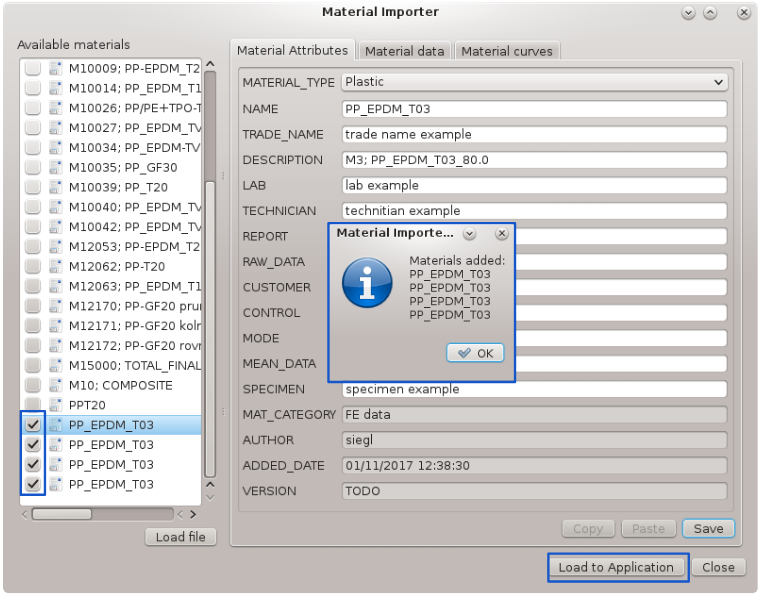 Material Importer
Available materials
M10009; PP-EPDM_T2
M10014; PP_EPDM_T1
M10026; PP/PE+TPO-T
M10027; PP_EPDM_TV
M10034; PP_EPDM-TV
M10035; PP_GF30
M10039; PP_T20
M10040; PP_EPDM_TV
M10042; PP_EPDM_TV
M12053; PP-EPDM_T2
M12062; PP-T20
M12063; PP_EPDM_T1
M12170; PP-GF20 prur
M12171; PP-GF20 kolr
M12172; PP-GF20 rovr
M15000; TOTAL_FINAL
M10; COMPOSITE
PPT20
PP_EPDM_T03
PP_EPDM_T03
PP_EPDM_T03
PP_EPDM_T03
Load file
Material Attributes Material data Material curves
MATERIAL_TYPE Plastic
NAME PP_EPDM_T03
TRADE_NAME trade name example
DESCRIPTION M3; PP_EPDM_T03_80.0
LAB lab example
TECHNICIAN technitian example
REPORT
RAW_DATA
CUSTOMER
CONTROL
MODE
MEAN_DATA
SPECIMEN specimen example
MAT_CATEGORY FE data
AUTHOR siegl
ADDED_DATE 01/11/2017 12:38:30
VERSION TODO
Material Importe...
Materials added:
PP_EPDM_T03
PP_EPDM_T03
PP_EPDM_T03
PP_EPDM_T03
OK
Copy Paste Save
Load to Application Close